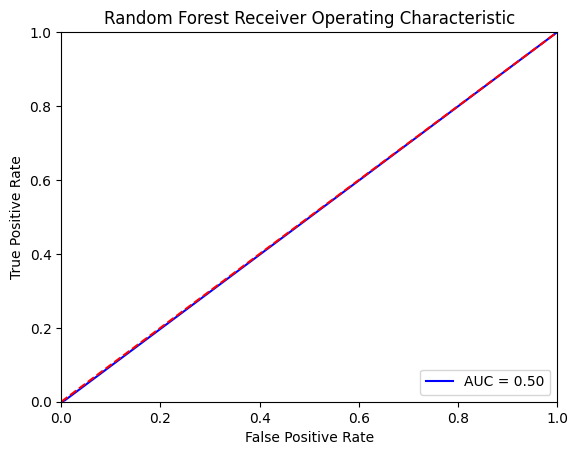 Random Forest Receiver Operating Characteristic
1.0
0.8
0.6
0.4
0.2
0.0
True Positive Rate
AUC = 0.50
0.0 0.2 0.4 0.6 0.8 1.0
False Positive Rate